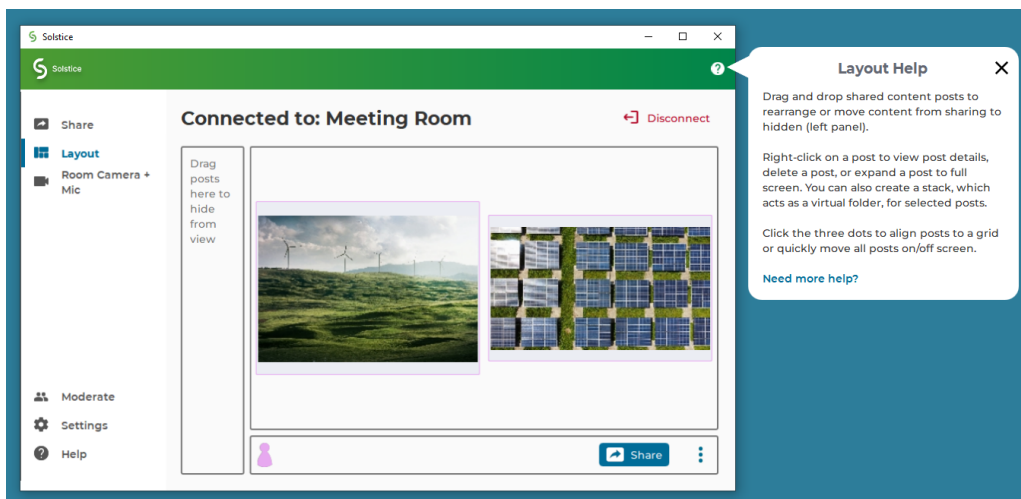 Solstice
Solstice
Share
Layout
Room Camera +
Mic
Moderate
Settings
Help
Connected to: Meeting Room
Disconnect
Drag
posts
here to
hide
from
view
Share
Layout Help
Drag and drop shared content posts to
rearrange or move content from sharing to
hidden (left panel).
Right-click on a post to view post details,
delete a post, or expand a post to full
screen. You can also create a stack, which
acts as a virtual folder, for selected posts.
Click the three dots to align posts to a grid
or quickly move all posts on/off screen.
Need more help?